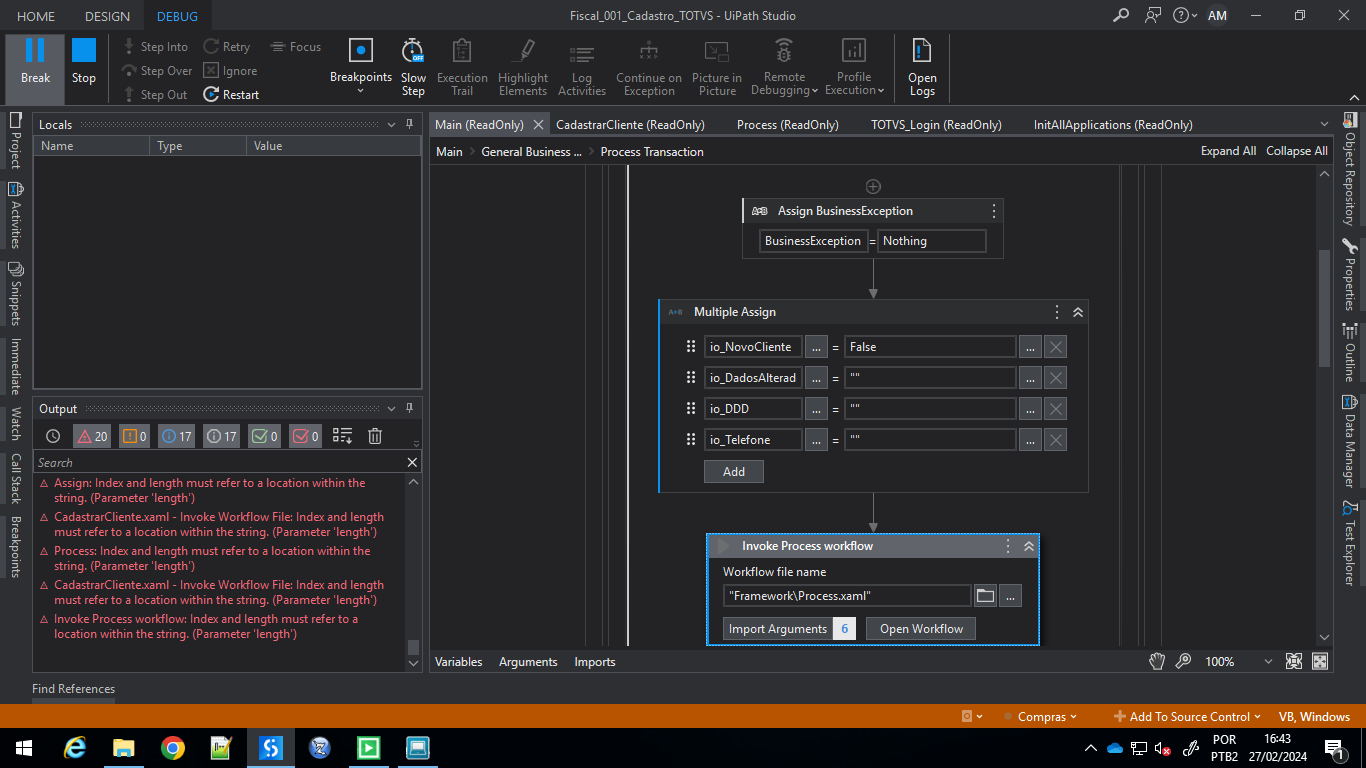 HOME
DESIGN
DEBUG
Fiscal_001_Cadastro_TOTVS - UiPath Studio
AM
Break
Stop
Step Into
Step Over
Step Out
Retry
Ignore
Restart
Focus
Breakpoints
Slow
Step
OFF
Execution
Trail
Highlight
Elements
Log
Activities
Continue on
Exception
Picture in
Picture
Remote
Debugging
Profile
Execution
Open
Logs
Project
Activities
Snippets
Immediate
Watch
Call Stack
Breakpoints
Locals
Name
Type
Value
Output
20
0
17
17
0
0
Search
Assign: Index and length must refer to a location within the
string. (Parameter 'length')
CadastrarCliente.xaml - Invoke Workflow File: Index and length
must refer to a location within the string. (Parameter 'length')
Process: Index and length must refer to a location within the
string. (Parameter 'length')
CadastrarCliente.xaml - Invoke Workflow File: Index and length
must refer to a location within the string. (Parameter 'length')
Invoke Process workflow: Index and length must refer to a
location within the string. (Parameter 'length')
Find References
Main (ReadOnly)
CadastrarCliente (ReadOnly)
Process (ReadOnly)
TOTVS_Login (ReadOnly)
InitAllApplications (ReadOnly)
Main > General Business ... > Process Transaction
Expand All
Collapse All
A=B Assign BusinessException
BusinessException = Nothing
A=B Multiple Assign
io_NovoCliente ... = False ...
io_DadosAlterad ... = "" ...
io_DDD ... = "" ...
io_Telefone ... = "" ...
Add
Invoke Process workflow
Workflow file name
"Framework\Process.xaml" ...
Import Arguments 6
Open Workflow
Variables
Arguments
Imports
100%
Object Repository
Properties
Outline
Data Manager
Test Explorer
Compras
Add To Source Control
VB, Windows
POR
PTB2
16:43
27/02/2024
1